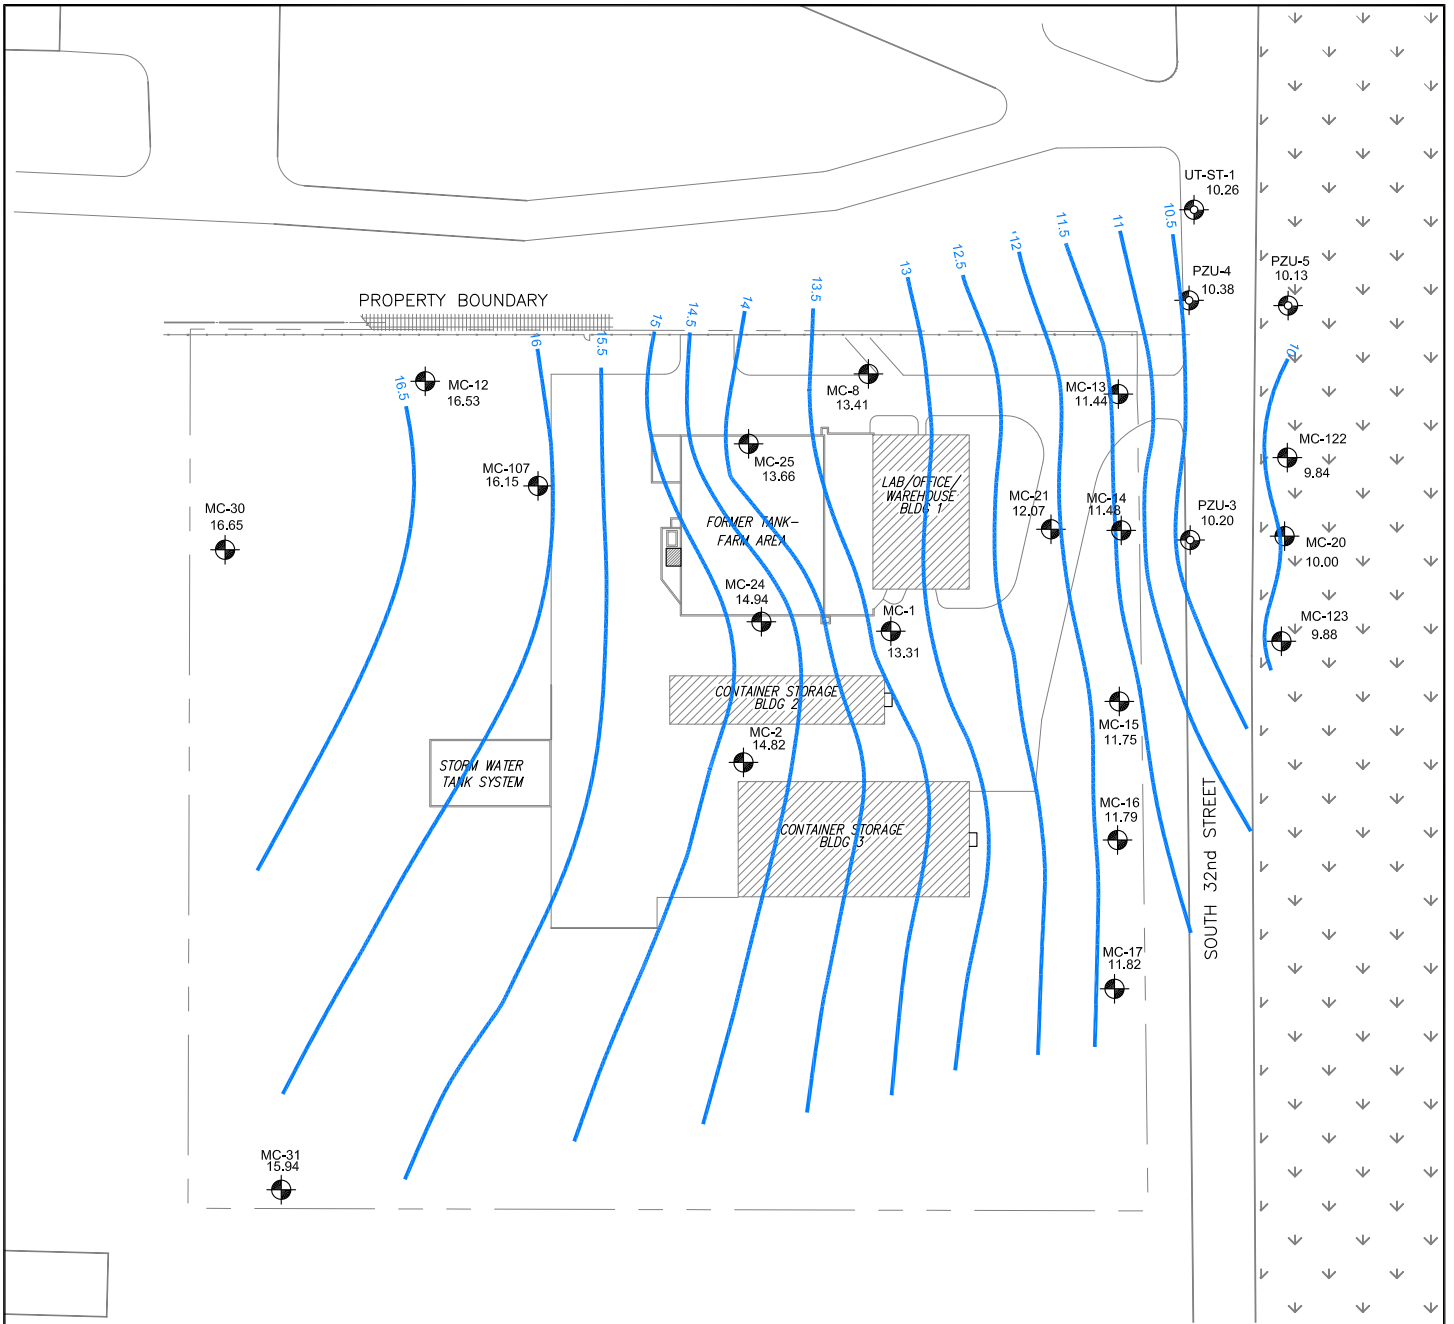 UT-ST-1
10.26
10.5
11
11.5
'12
12.5
13
13.5
14
14.5
15
15.5
16
16.5
10
PZU-4
10.38
PZU-5
10.13
PROPERTY BOUNDARY
MC-12
16.53
MC-8
13.41
MC-13
11.44
MC-122
9.84
MC-107
16.15
MC-25
13.66
LAB/OFFICE/
WAREHOUSE
BLDG 1
MC-21
12.07
MC-14
11.48
PZU-3
10.20
MC-30
16.65
FORMER TANK-
FARM AREA
MC-20
10.00
MC-24
14.94
MC-1
13.31
MC-123
9.88
CONTAINER STORAGE
BLDG 2
MC-2
14.82
MC-15
11.75
STORM WATER
TANK SYSTEM
CONTAINER STORAGE
BLDG 3
MC-16
11.79
SOUTH 32nd STREET
MC-17
11.82
MC-31
15.94